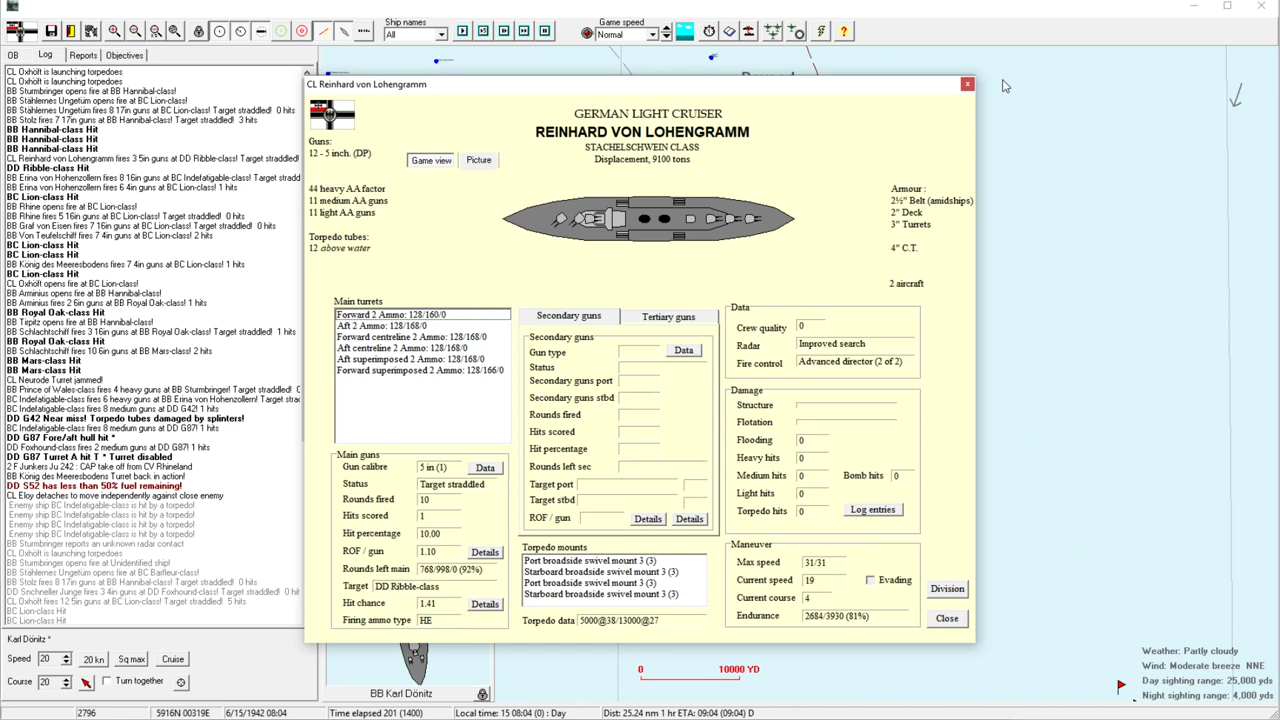 Ship names
All
Game speed
Normal
OB
Log
Reports
Objectives
CL Oxhöft is launching torpedoes
CL Oxhöft is launching torpedoes
BB Sturmbringer opens fire at BB Hannibal-class!
BB Stählernes Ungetüm opens fire at BC Lion-class!
BB Stählernes Ungetüm fires 8 17in guns at BC Lion-class! Target straddled! 0 hits
BB Stolz fires 7 17in guns at BB Hannibal-class! Target straddled! 3 hits
BB Hannibal-class Hit
BB Hannibal-class Hit
BB Hannibal-class Hit
CL Reinhard von Lohengramm fires 3 5in guns at DD Ribble-class! Target straddled!
DD Ribble-class Hit
BB Erina von Hohenzollern fires 8 16in guns at BC Indefatigable-class! Target stradd
BB Erina von Hohenzollern fires 6 4in guns at BC Lion-class! 1 hits
BC Lion-class Hit
BB Rhine opens fire at BC Lion-class!
BB Rhine fires 5 16in guns at BC Lion-class! Target straddled! 0 hits
BB Graf von Eisen fires 7 16in guns at BC Lion-class! Target straddled! 0 hits
BB Von Teufelschiff fires 7 4in guns at BC Lion-class! 2 hits
BC Lion-class Hit
BC Lion-class Hit
BB König des Meeresbodens fires 7 4in guns at BC Lion-class! 1 hits
BC Lion-class Hit
CL Oxhöft opens fire at BC Lion-class!
BB Arminius opens fire at BB Hannibal-class!
BB Arminius fires 2 6in guns at BB Royal Oak-class! 1 hits
BB Royal Oak-class Hit
BB Tirpitz opens fire at BB Hannibal-class!
BB Schlachtschiff fires 3 16in guns at BB Royal Oak-class! Target straddled! 1 hits
BB Royal Oak-class Hit
BB Schlachtschiff fires 10 6in guns at BB Mars-class! 2 hits
BB Mars-class Hit
BB Mars-class Hit
CL Neurode Turret jammed!
BB Prince of Wales-class fires 4 heavy guns at BB Sturmbringer! Target straddled! 0
BC Indefatigable-class fires 6 heavy guns at BB Erina von Hohenzollern! Target strad
BC Indefatigable-class fires 8 medium guns at DD G42! 1 hits
DD G42 Near miss! Torpedo tubes damaged by splinters!
BC Indefatigable-class fires 8 medium guns at DD G87! 1 hits
DD G87 Fore/aft hull hit *
DD Foxhound-class fires 2 medium guns at DD G87! 1 hits
DD G87 Turret A hit T * Turret disabled
2 F Junkers Ju 242 : CAP take off from CV Rhineland
BB König des Meeresbodens Turret back in action!
DD S52 has less than 50% fuel remaining!
CL Eloy detaches to move independently against close enemy
Enemy ship BC Indefatigable-class is hit by a torpedo!
Enemy ship BC Indefatigable-class is hit by a torpedo!
Enemy ship BC Indefatigable-class is hit by a torpedo!
BB Sturmbringer reports an unknown radar contact
CL Oxhöft is launching torpedoes
BB Sturmbringer opens fire at Unidentified ship!
BB Sturmbringer opens fire at BC Barfleur-class!
BB Stolz fires 8 17in guns at BB Hannibal-class! Target straddled! 0 hits
DD Snchneller Junge fires 3 4in guns at DD Foxhound-class! Target straddled! 0 hits
CL Oxhöft fires 12 5in guns at BC Lion-class! Target straddled! 5 hits
BC Lion-class Hit
BC Lion-class Hit
Karl Dönitz *
Speed 20
20 kn
Sq max
Cruise
Course 20
Turn together
BB Karl Dönitz
CL Reinhard von Lohengramm
GERMAN LIGHT CRUISER
REINHARD VON LOHENGRAMM
STACHELSCHWEIN CLASS
Displacement, 9100 tons
Guns:
12 - 5 inch. (DP)
Game view
Picture
44 heavy AA factor
11 medium AA guns
11 light AA guns
Torpedo tubes:
12 above water
Armour :
2½" Belt (amidships)
2" Deck
3" Turrets
4" C.T.
2 aircraft
Main turrets
Forward 2 Ammo: 128/160/0
Aft 2 Ammo: 128/168/0
Forward centreline 2 Ammo: 128/168/0
Aft centreline 2 Ammo: 128/168/0
Aft superimposed 2 Ammo: 128/168/0
Forward superimposed 2 Ammo: 128/166/0
Main guns
Gun calibre 5 in (1) Data
Status Target straddled
Rounds fired 10
Hits scored 1
Hit percentage 10.00
ROF / gun 1.10 Details
Rounds left main 768/998/0 (92%)
Target DD Ribble-class
Hit chance 1.41 Details
Firing ammo type HE
Secondary guns
Tertiary guns
Secondary guns
Gun type Data
Status
Secondary guns port
Secondary guns stbd
Rounds fired
Hits scored
Hit percentage
Rounds left sec
Target port
Target stbd
ROF / gun Details Details
Torpedo mounts
Port broadside swivel mount 3 (3)
Starboard broadside swivel mount 3 (3)
Port broadside swivel mount 3 (3)
Starboard broadside swivel mount 3 (3)
Torpedo data 5000@38/13000@27
Data
Crew quality 0
Radar Improved search
Fire control Advanced director (2 of 2)
Damage
Structure
Flotation
Flooding 0
Heavy hits 0
Medium hits 0 Bomb hits 0
Light hits 0
Torpedo hits 0 Log entries
Maneuver
Max speed 31/31
Current speed 19 Evading
Current course 4
Endurance 2684/3930 (81%)
Division
Close
0 10000 YD
Weather: Partly cloudy
Wind: Moderate breeze NNE
Day sighting range: 25,000 yds
Night sighting range: 4,000 yds
2796
5916N 00319E
6/15/1942 08:04
Time elapsed 201 (1400)
Local time: 15 08:04 (0) : Day
Dist: 25.24 nm 1 hr ETA: 09:04 (09:04) D